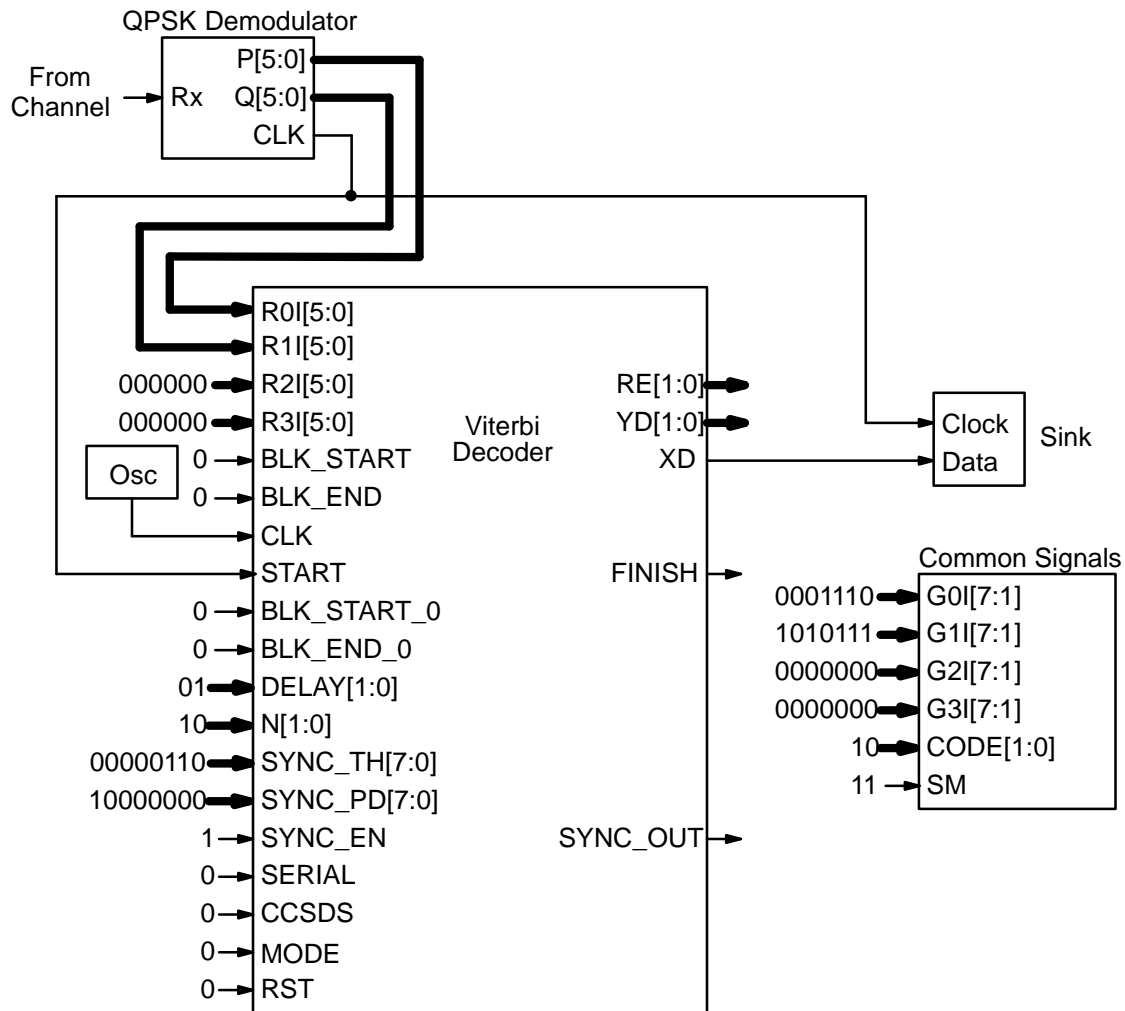 QPSK Demodulator
From
Channel
Rx
P[5:0]
Q[5:0]
CLK
R0I[5:0]
R1I[5:0]
000000 R2I[5:0]
000000 R3I[5:0]
0 BLK_START
0 BLK_END
Osc
CLK
START
0 BLK_START_0
0 BLK_END_0
01 DELAY[1:0]
10 N[1:0]
00000110 SYNC_TH[7:0]
10000000 SYNC_PD[7:0]
1 SYNC_EN
0 SERIAL
0 CCSDS
0 MODE
0 RST
Viterbi
Decoder
RE[1:0]
YD[1:0]
XD
FINISH
SYNC_OUT
Clock
Data
Sink
Common Signals
0001110 G0I[7:1]
1010111 G1I[7:1]
0000000 G2I[7:1]
0000000 G3I[7:1]
10 CODE[1:0]
11 SM